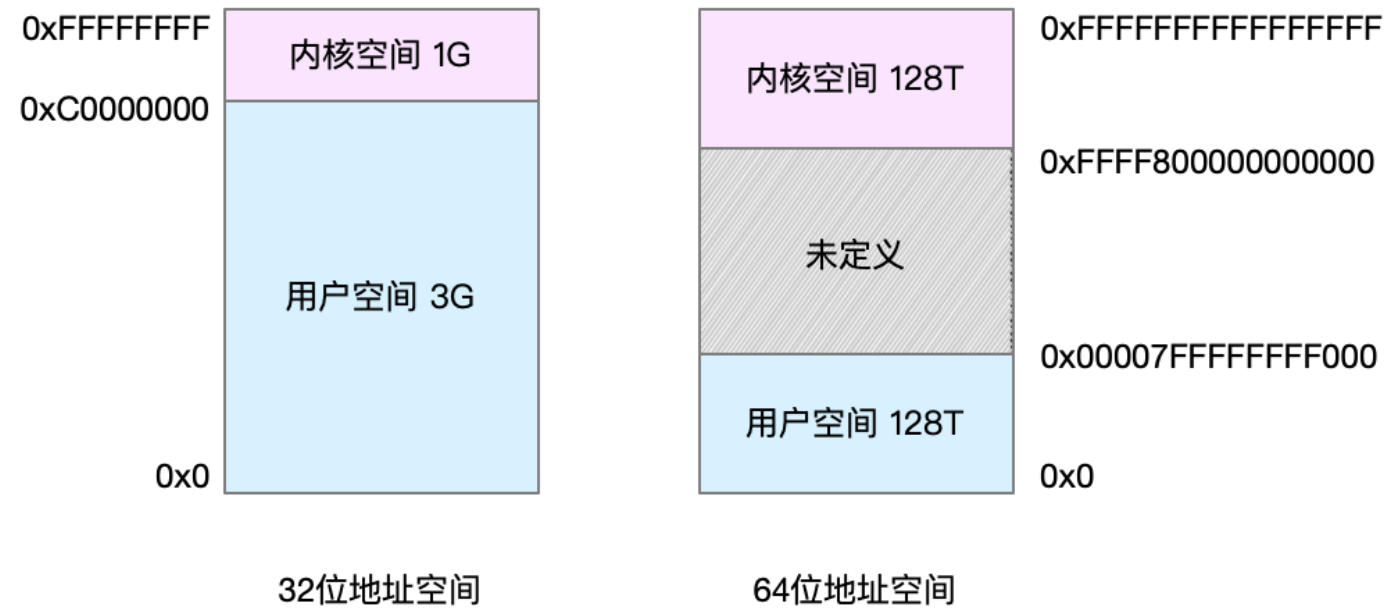 0xFFFFFFFF
内核空间 1G
0xC0000000
用户空间 3G
0x0
32位地址空间
0xFFFFFFFFFFFFFFFF
内核空间 128T
0xFFFF800000000000
未定义
0x00007FFFFFFFF000
用户空间 128T
0x0
64位地址空间